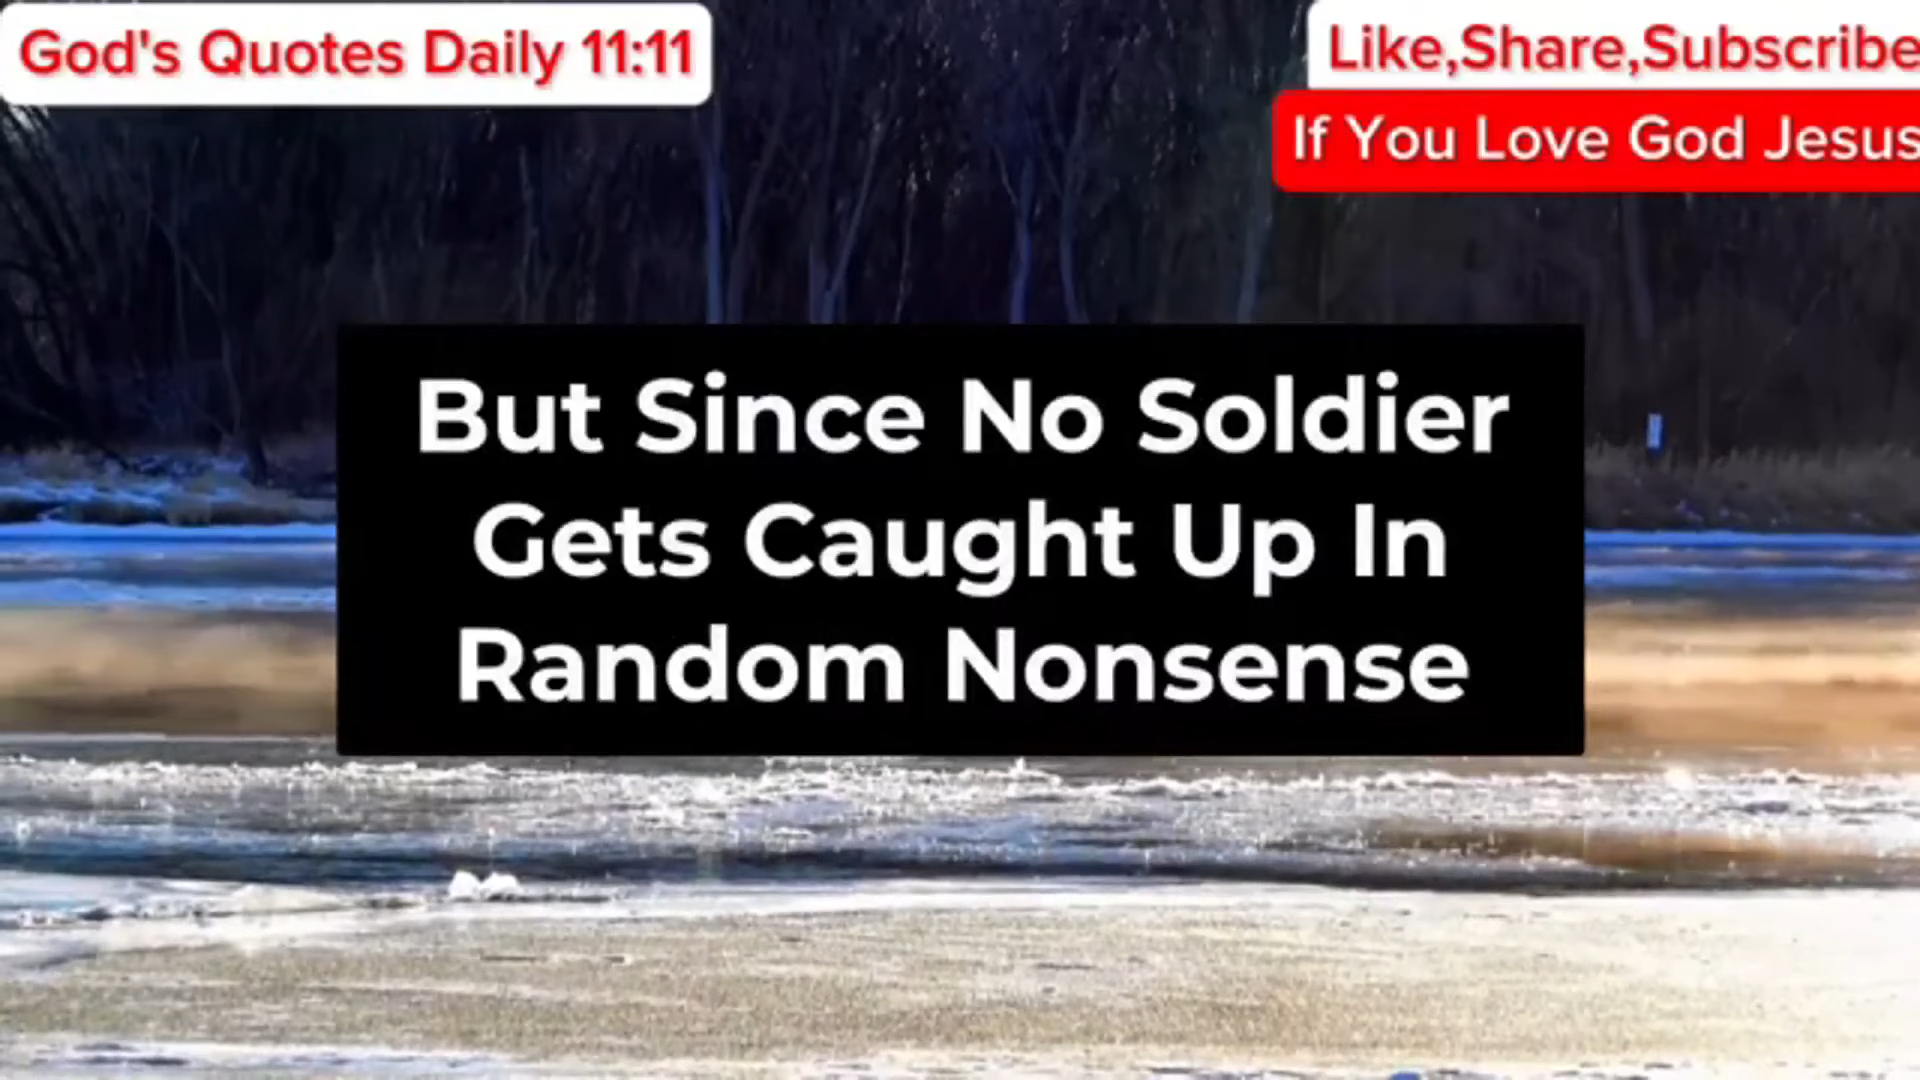 God's Quotes Daily 11:11
Like,Share,Subscribe
If You Love God Jesus
But Since No Soldier
Gets Caught Up In
Random Nonsense